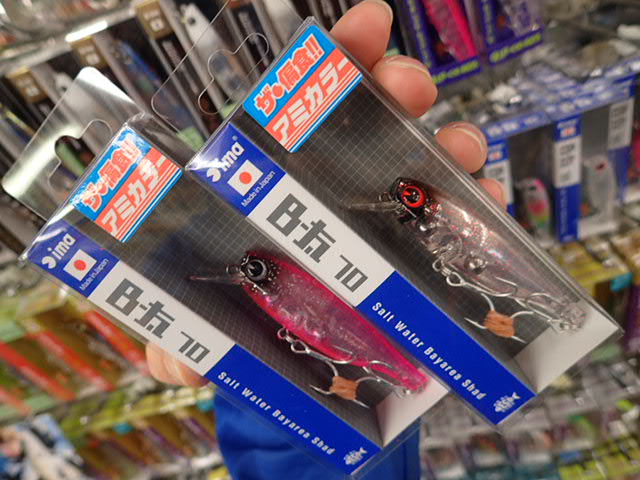 ザ・偏食!!
アミカラー
ima
Made in Japan
B-太 70
Salt Water Bayarea Shad
ザ・偏食!!
アミカラー
ima
Made in Japan
B-太 70
Salt Water Bayarea Shad